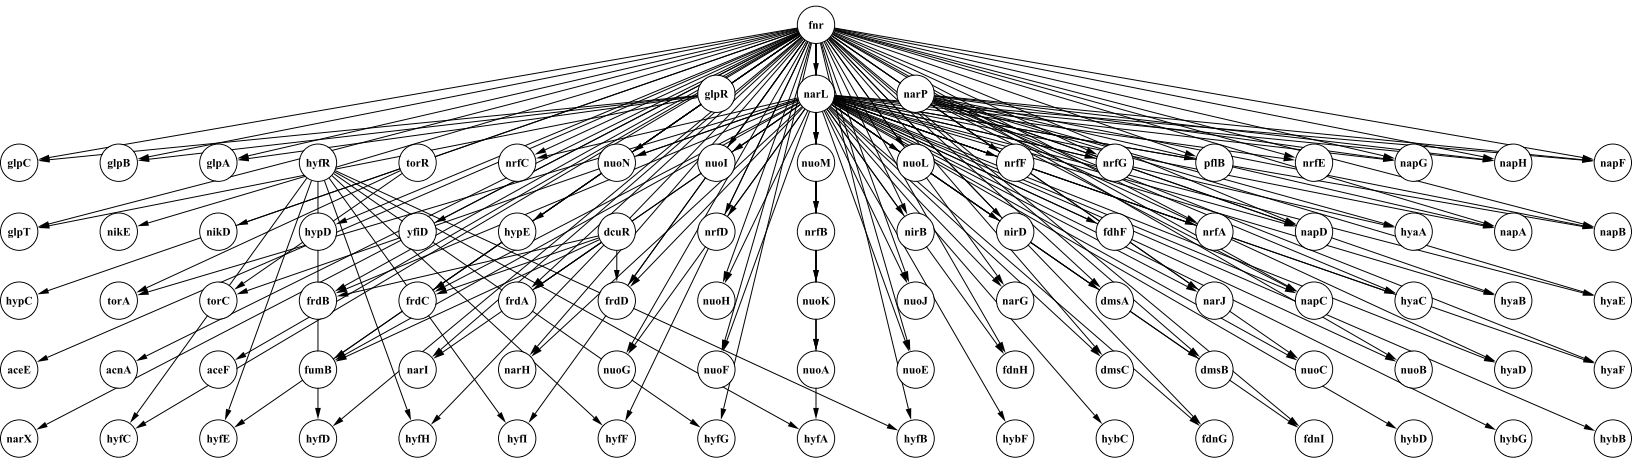 fnr
glpR narL narP
glpC glpB glpA hyfR torR nrfC nuoN nuoI nuoM nuoL nrfF nrfG pflB nrfE napG napH napF
glpT nikE nikD hypD yfiD hypE dcuR nrfD nrfB nirB nirD fdhF nrfA napD hyaA napA napB
hypC torA torC frdB frdC frdA frdD nuoH nuoK nuoJ narG dmsA narJ napC hyaC hyaB hyaE
aceE acnA aceF fumB narI narH nuoG nuoF nuoA nuoE fdnH dmsC dmsB nuoC nuoB hyaD hyaF
narX hyfC hyfE hyfD hyfH hyfI hyfF hyfG hyfA hyfB hybF hybC fdnG fdnI hybD hybG hybB